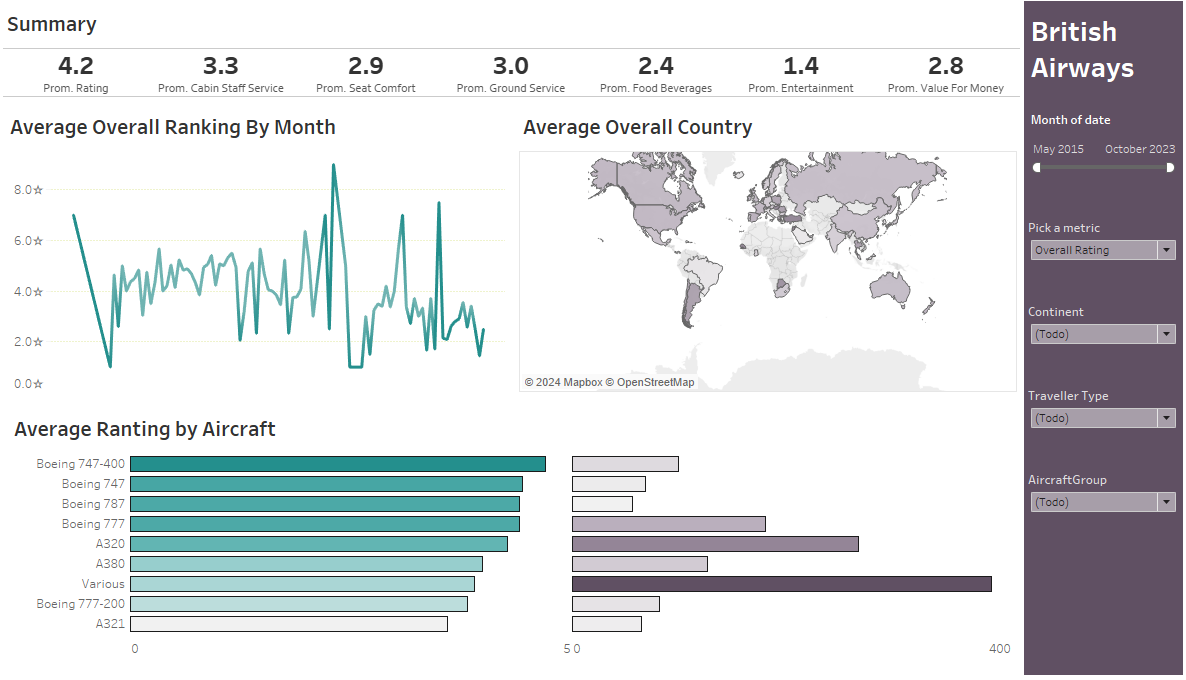 Summary
4.2 3.3 2.9 3.0 2.4 1.4 2.8
Prom. Rating Prom. Cabin Staff Service Prom. Seat Comfort Prom. Ground Service Prom. Food Beverages Prom. Entertainment Prom. Value For Money
Average Overall Ranking By Month
8.0☆
6.0☆
4.0☆
2.0☆
0.0☆
Average Overall Country
© 2024 Mapbox © OpenStreetMap
Average Ranting by Aircraft
Boeing 747-400
Boeing 747
Boeing 787
Boeing 777
A320
A380
Various
Boeing 777-200
A321
0 5 0 400
British
Airways
Month of date
May 2015 October 2023
Pick a metric
Overall Rating
Continent
(Todo)
Traveller Type
(Todo)
AircraftGroup
(Todo)